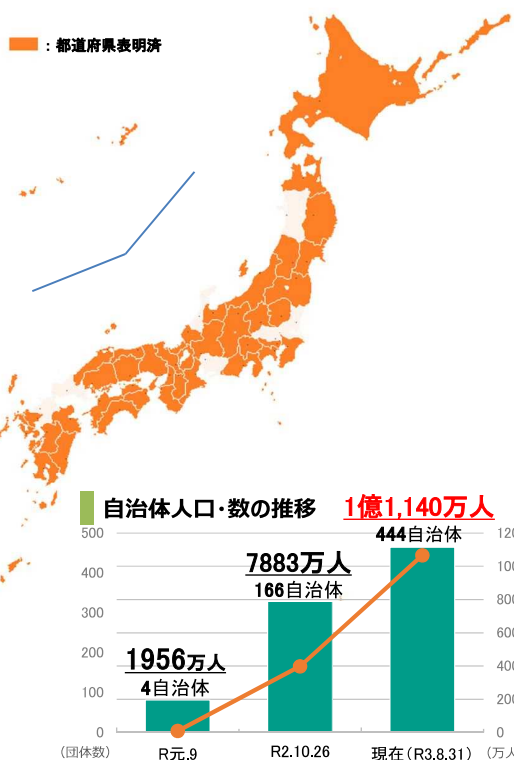 ：都道府県表明済
自治体人口・数の推移
1億1,140万人
444自治体
7883万人
166自治体
1956万人
4自治体
500
400
300
200
100
0
120
100
800
600
400
200
0
(団体数)
R元.9
R2.10.26
現在(R3.8.31)
(万人